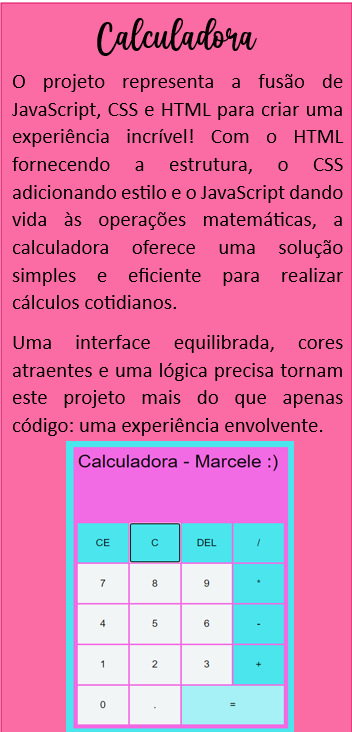 Calculadora
O projeto representa a fusão de
JavaScript, CSS e HTML para criar uma
experiência incrível! Com o HTML
fornecendo a estrutura, o CSS
adicionando estilo e o JavaScript dando
vida às operações matemáticas, a
calculadora oferece uma solução
simples e eficiente para realizar
cálculos cotidianos.
Uma interface equilibrada, cores
atraentes e uma lógica precisa tornam
este projeto mais do que apenas
código: uma experiência envolvente.
Calculadora - Marcele :)
CE C DEL /
7 8 9 *
4 5 6 -
1 2 3 +
0 . =